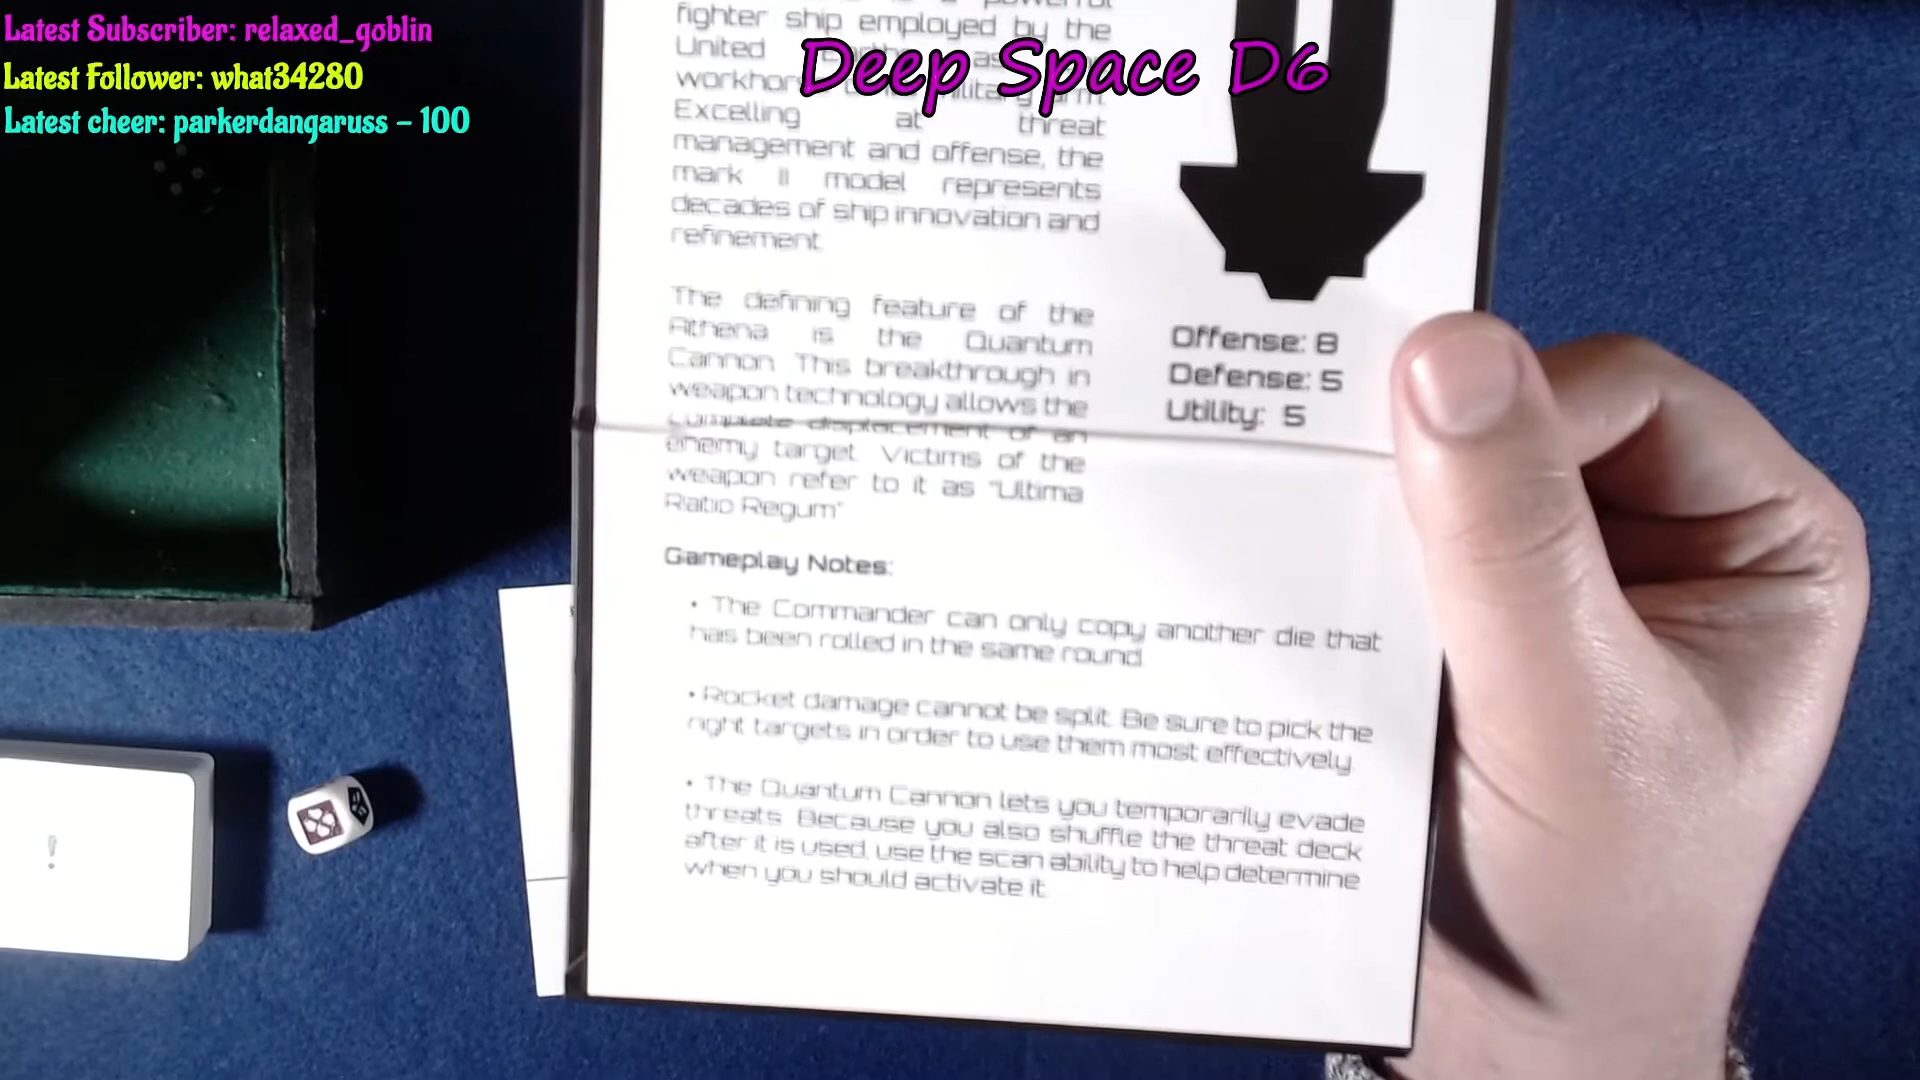 Latest Subscriber: relaxed_goblin
Latest Follower: what34280
Latest cheer: parkerdangaruss - 100
Deep Space D6
fighter ship employed by the
United as
Excelling at threat
management and offense, the
mark II model represents
decades of ship innovation and
refinement.
The defining feature of the
Athena is the Quantum
Cannon. This breakthrough in
weapon technology allows the
complete displacement of an
enemy target. Victims of the
weapon refer to it as "Ultima
Ratio Regum"
Offense: 8
Defense: 5
Utility: 5
Gameplay Notes:
• The Commander can only copy another die that
has been rolled in the same round.
• Rocket damage cannot be split. Be sure to pick the
right targets in order to use them most effectively.
• The Quantum Cannon lets you temporarily evade
threats. Because you also shuffle the threat deck
after it is used, use the scan ability to help determine
when you should activate it.
!